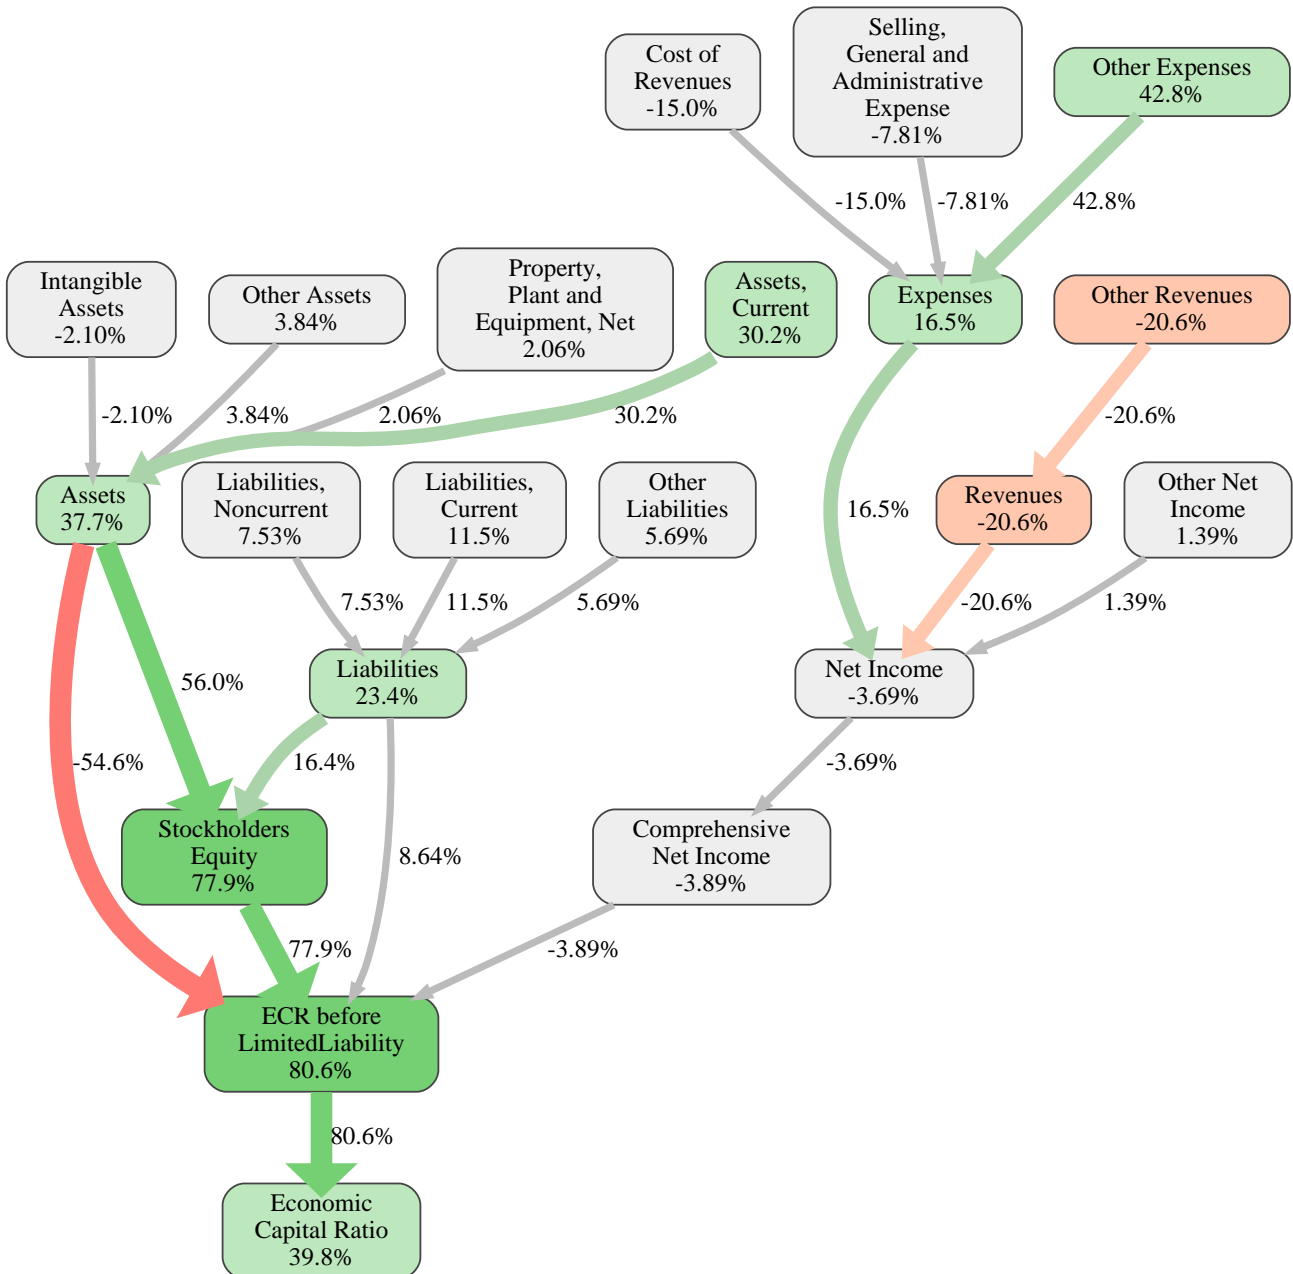 Cost of
Revenues
-15.0%
Selling,
General and
Administrative
Expense
-7.81%
Other Expenses
42.8%
-15.0%
-7.81%
42.8%
Intangible
Assets
-2.10%
Other Assets
3.84%
Property,
Plant and
Equipment, Net
2.06%
Assets,
Current
30.2%
Expenses
16.5%
Other Revenues
-20.6%
-2.10%
3.84%
2.06%
30.2%
-20.6%
Assets
37.7%
Liabilities,
Noncurrent
7.53%
Liabilities,
Current
11.5%
Other
Liabilities
5.69%
16.5%
Revenues
-20.6%
Other Net
Income
1.39%
7.53%
11.5%
5.69%
-20.6%
1.39%
56.0%
Liabilities
23.4%
Net Income
-3.69%
-54.6%
16.4%
-3.69%
Stockholders
Equity
77.9%
8.64%
Comprehensive
Net Income
-3.89%
77.9%
-3.89%
ECR before
LimitedLiability
80.6%
80.6%
Economic
Capital Ratio
39.8%